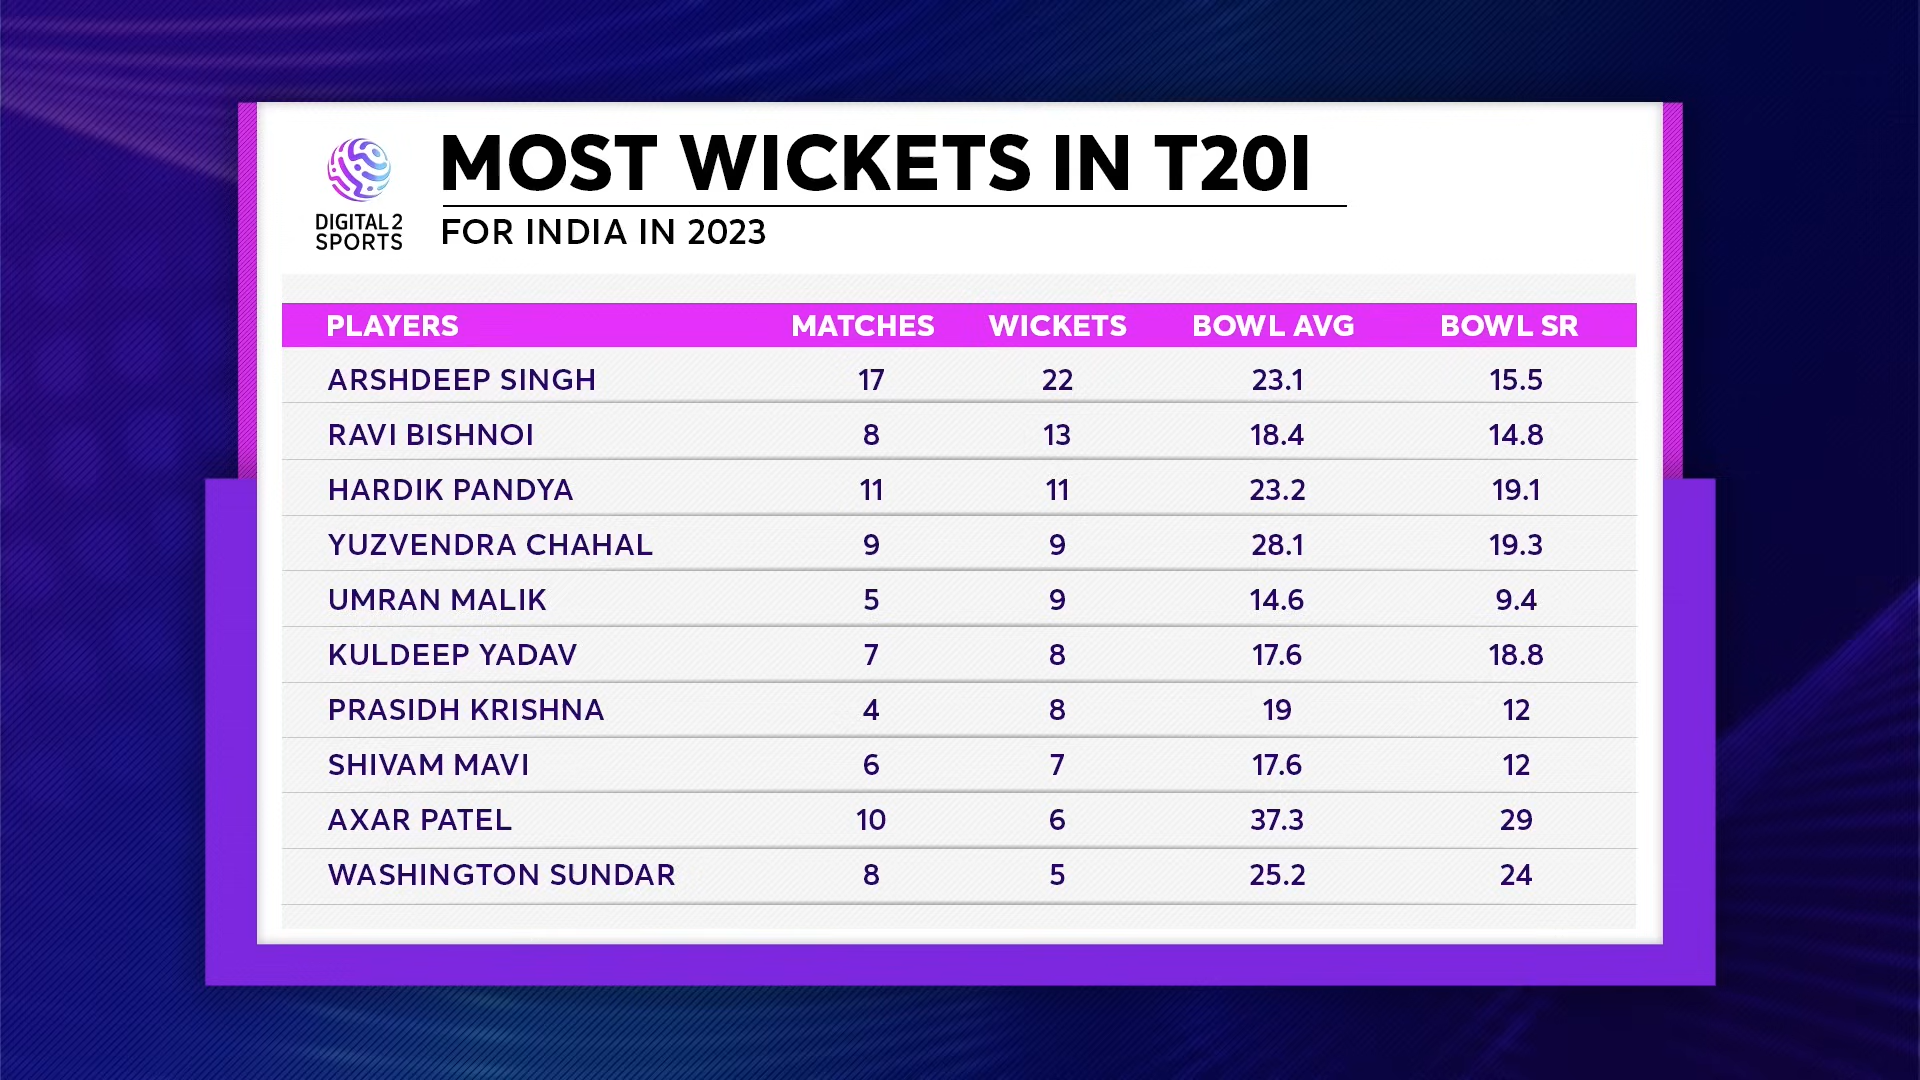 DIGITAL 2
SPORTS
MOST WICKETS IN T20I
FOR INDIA IN 2023
PLAYERS MATCHES WICKETS BOWL AVG BOWL SR
ARSHDEEP SINGH 17 22 23.1 15.5
RAVI BISHNOI 8 13 18.4 14.8
HARDIK PANDYA 11 11 23.2 19.1
YUZVENDRA CHAHAL 9 9 28.1 19.3
UMRAN MALIK 5 9 14.6 9.4
KULDEEP YADAV 7 8 17.6 18.8
PRASIDH KRISHNA 4 8 19 12
SHIVAM MAVI 6 7 17.6 12
AXAR PATEL 10 6 37.3 29
WASHINGTON SUNDAR 8 5 25.2 24